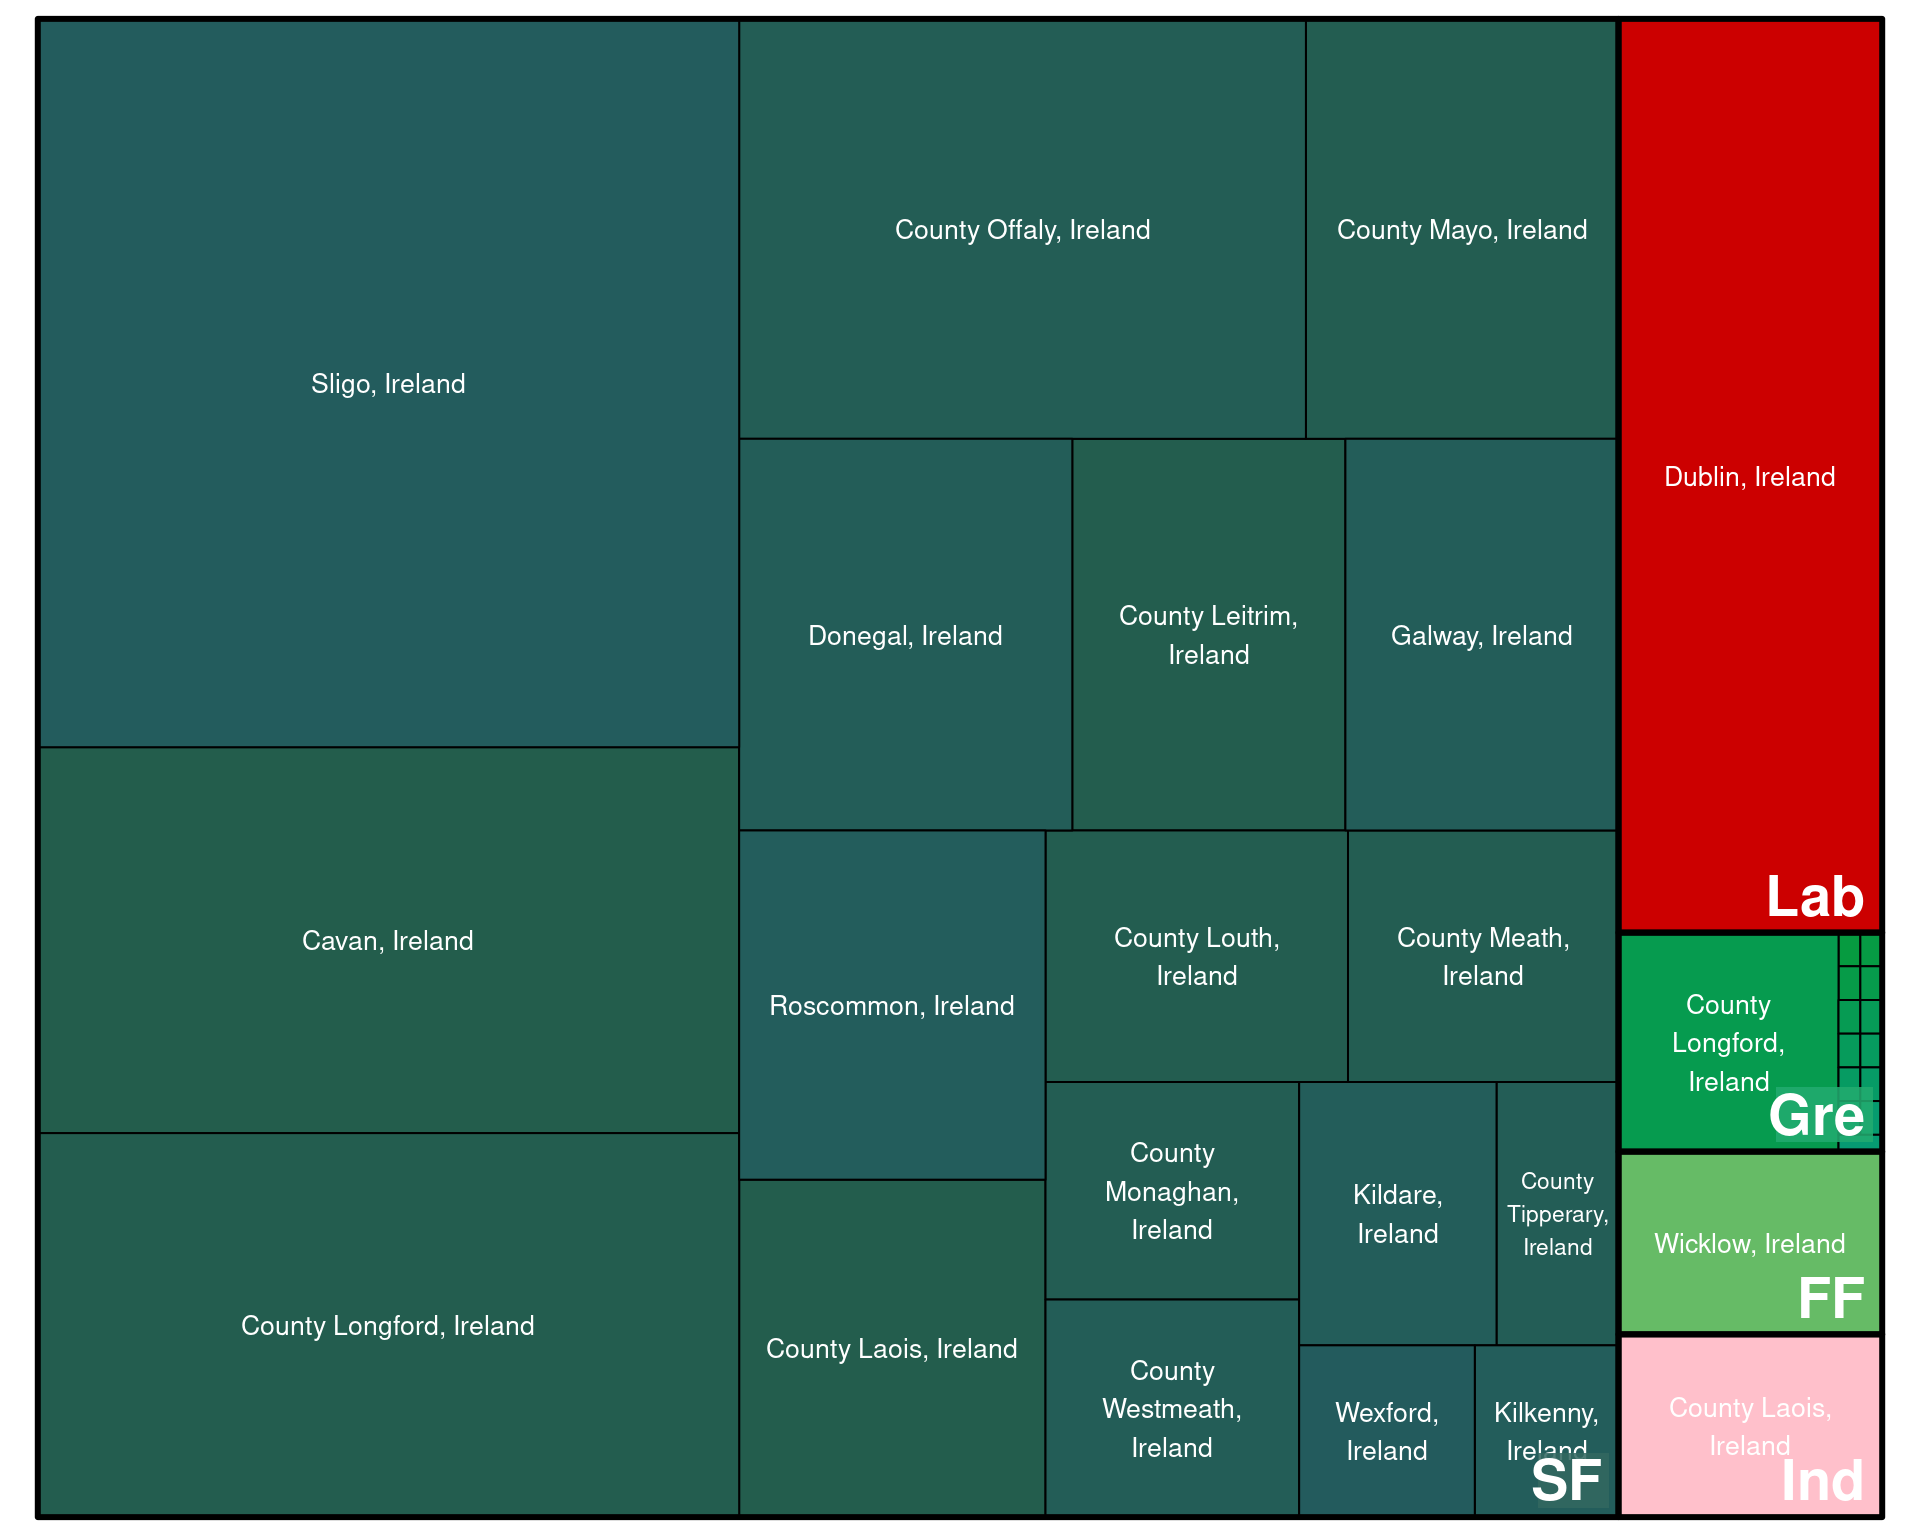 Sligo, Ireland
County Offaly, Ireland
County Mayo, Ireland
Dublin, Ireland
Donegal, Ireland
County Leitrim,
Ireland
Galway, Ireland
Lab
Cavan, Ireland
Roscommon, Ireland
County Louth,
Ireland
County Meath,
Ireland
County
Longford,
Ireland
Gre
County
Monaghan,
Ireland
Kildare,
Ireland
County
Tipperary,
Ireland
Wicklow, Ireland
FF
County Longford, Ireland
County Laois, Ireland
County
Westmeath,
Ireland
Wexford,
Ireland
Kilkenny,
Ireland
SF
County Laois,
Ireland
Ind